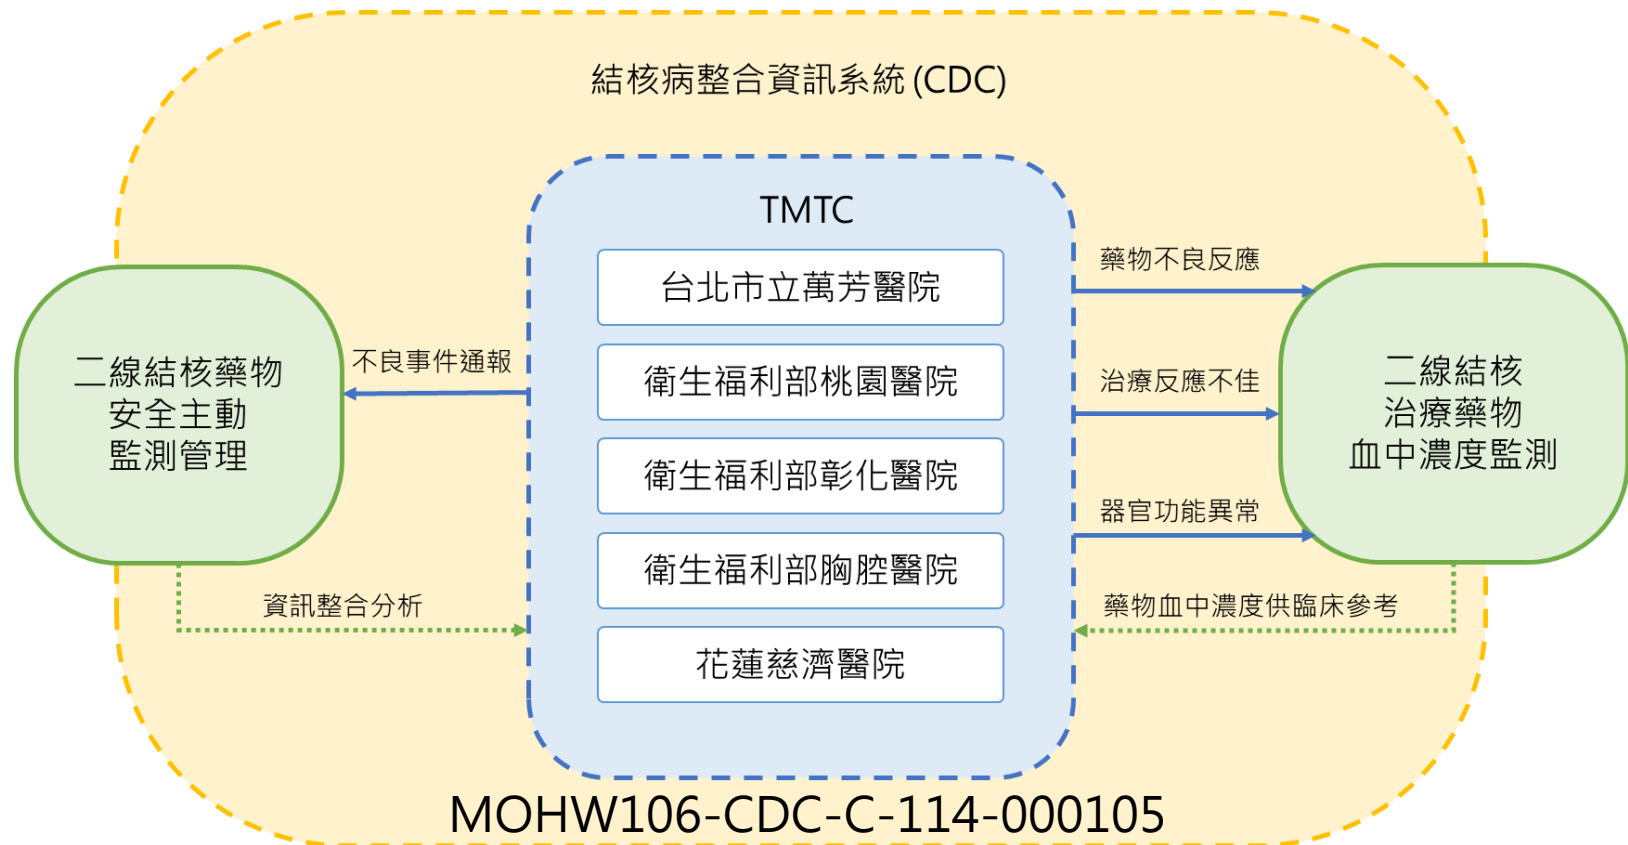 結核病整合資訊系統 (CDC)
TMTC
台北市立萬芳醫院
衛生福利部桃園醫院
衛生福利部彰化醫院
衛生福利部胸腔醫院
花蓮慈濟醫院
不良事件通報
二線結核藥物
安全主動
監測管理
資訊整合分析
藥物不良反應
治療反應不佳
器官功能異常
二線結核
治療藥物
血中濃度監測
藥物血中濃度供臨床參考
MOHW106-CDC-C-114-000105